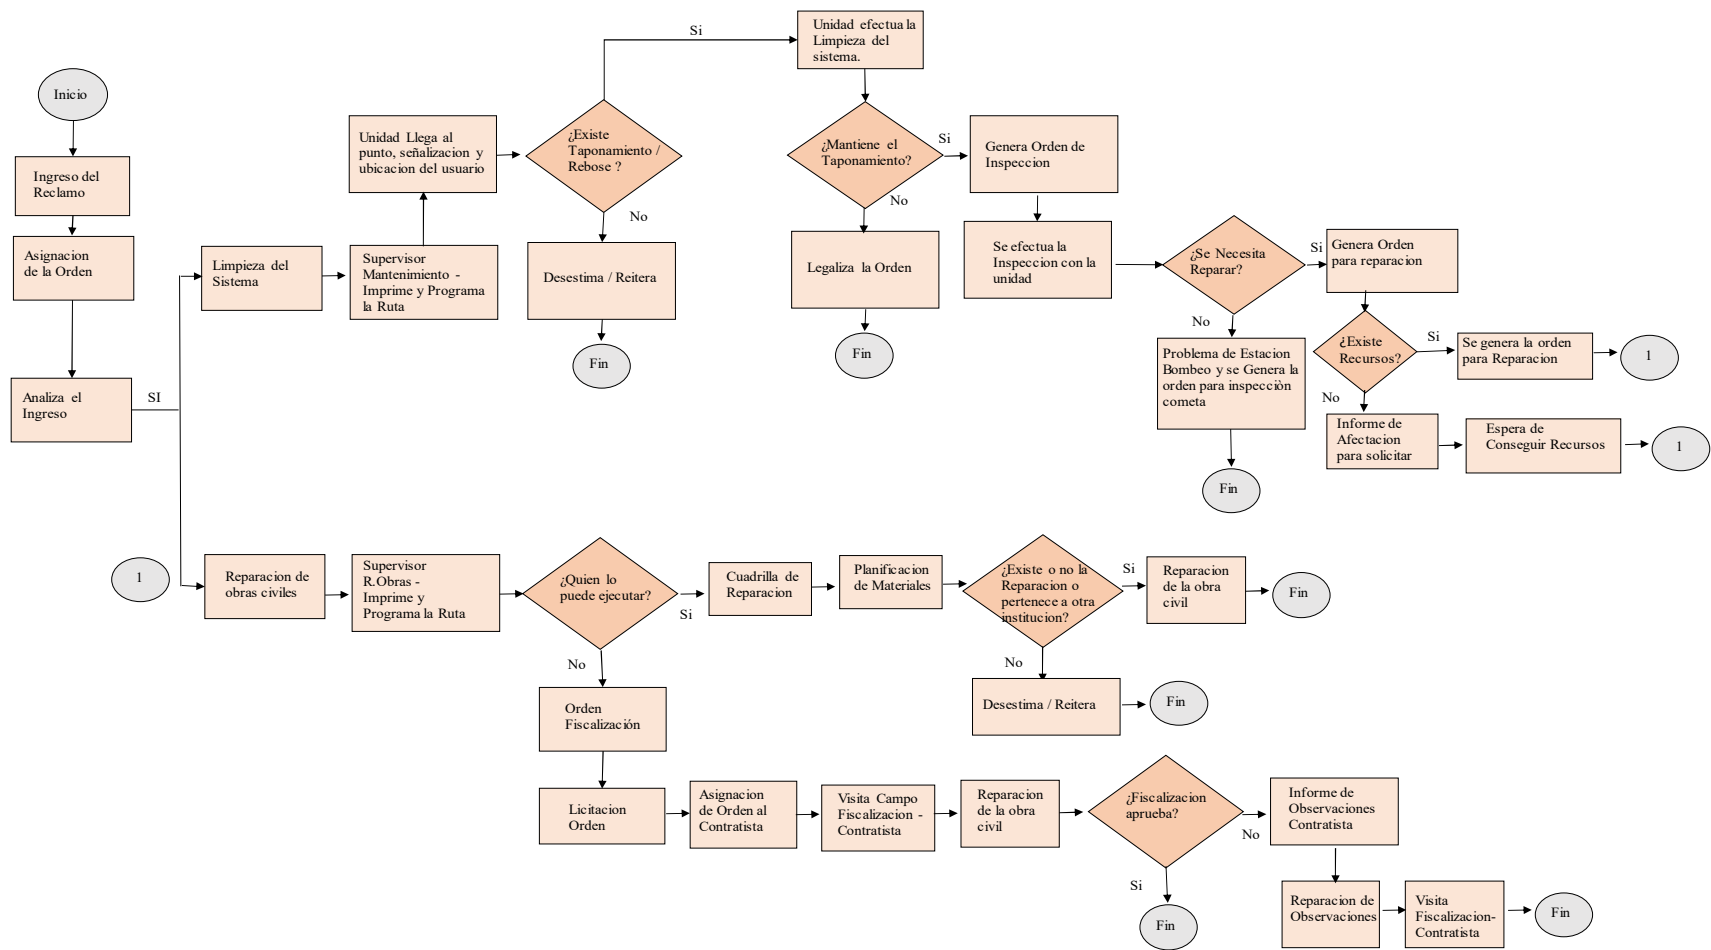 Inicio
Ingreso del
Reclamo
Asignacion
de la Orden
Analiza el
Ingreso
SI
Limpieza del
Sistema
Supervisor
Mantenimiento -
Imprime y Programa
la Ruta
Unidad Llega al
punto, señalizacion y
ubicacion del usuario
¿Existe
Taponamiento /
Rebose ?
Si
No
Desestima / Reitera
Fin
Unidad efectua la
Limpieza del
sistema.
¿Mantiene el
Taponamiento?
Si
No
Legaliza la Orden
Fin
Genera Orden de
Inspeccion
Se efectua la
Inspeccion con la
unidad
¿Se Necesita
Reparar?
Si
No
Problema de Estacion
Bombeo y se Genera la
orden para inspecciòn
cometa
Fin
Genera Orden
para reparacion
¿Existe
Recursos?
Si
Se genera la orden
para Reparacion
1
No
Informe de
Afectacion
para solicitar
Espera de
Conseguir Recursos
1
1
Reparacion de
obras civiles
Supervisor
R.Obras -
Imprime y
Programa la Ruta
¿Quien lo
puede ejecutar?
Si
No
Cuadrilla de
Reparacion
Planificacion
de Materiales
¿Existe o no la
Reparacion o
pertenece a otra
institucion?
Si
Reparacion
de la obra
civil
Fin
No
Desestima / Reitera
Fin
Orden
Fiscalización
Licitacion
Orden
Asignacion
de Orden al
Contratista
Visita Campo
Fiscalizacion -
Contratista
Reparacion
de la obra
civil
¿Fiscalizacion
aprueba?
Si
Fin
No
Informe de
Observaciones
Contratista
Reparacion de
Observaciones
Visita
Fiscalizacion-
Contratista
Fin